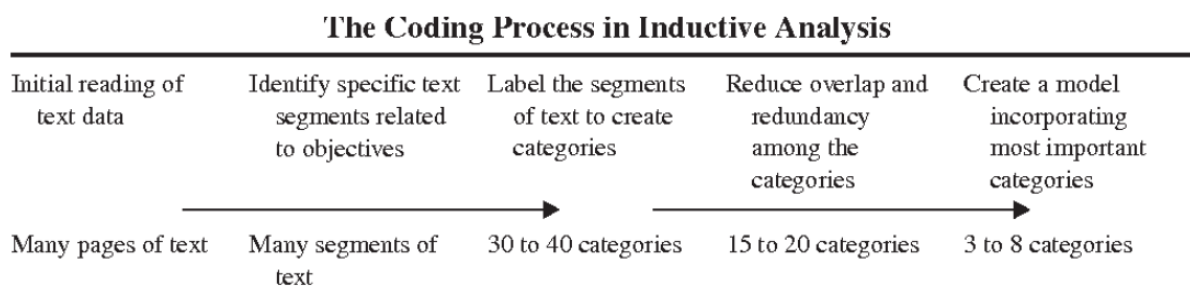 The Coding Process in Inductive Analysis
Initial reading of text data
Identify specific text segments related to objectives
Label the segments of text to create categories
Reduce overlap and redundancy among the categories
Create a model incorporating most important categories
Many pages of text
Many segments of text
30 to 40 categories
15 to 20 categories
3 to 8 categories